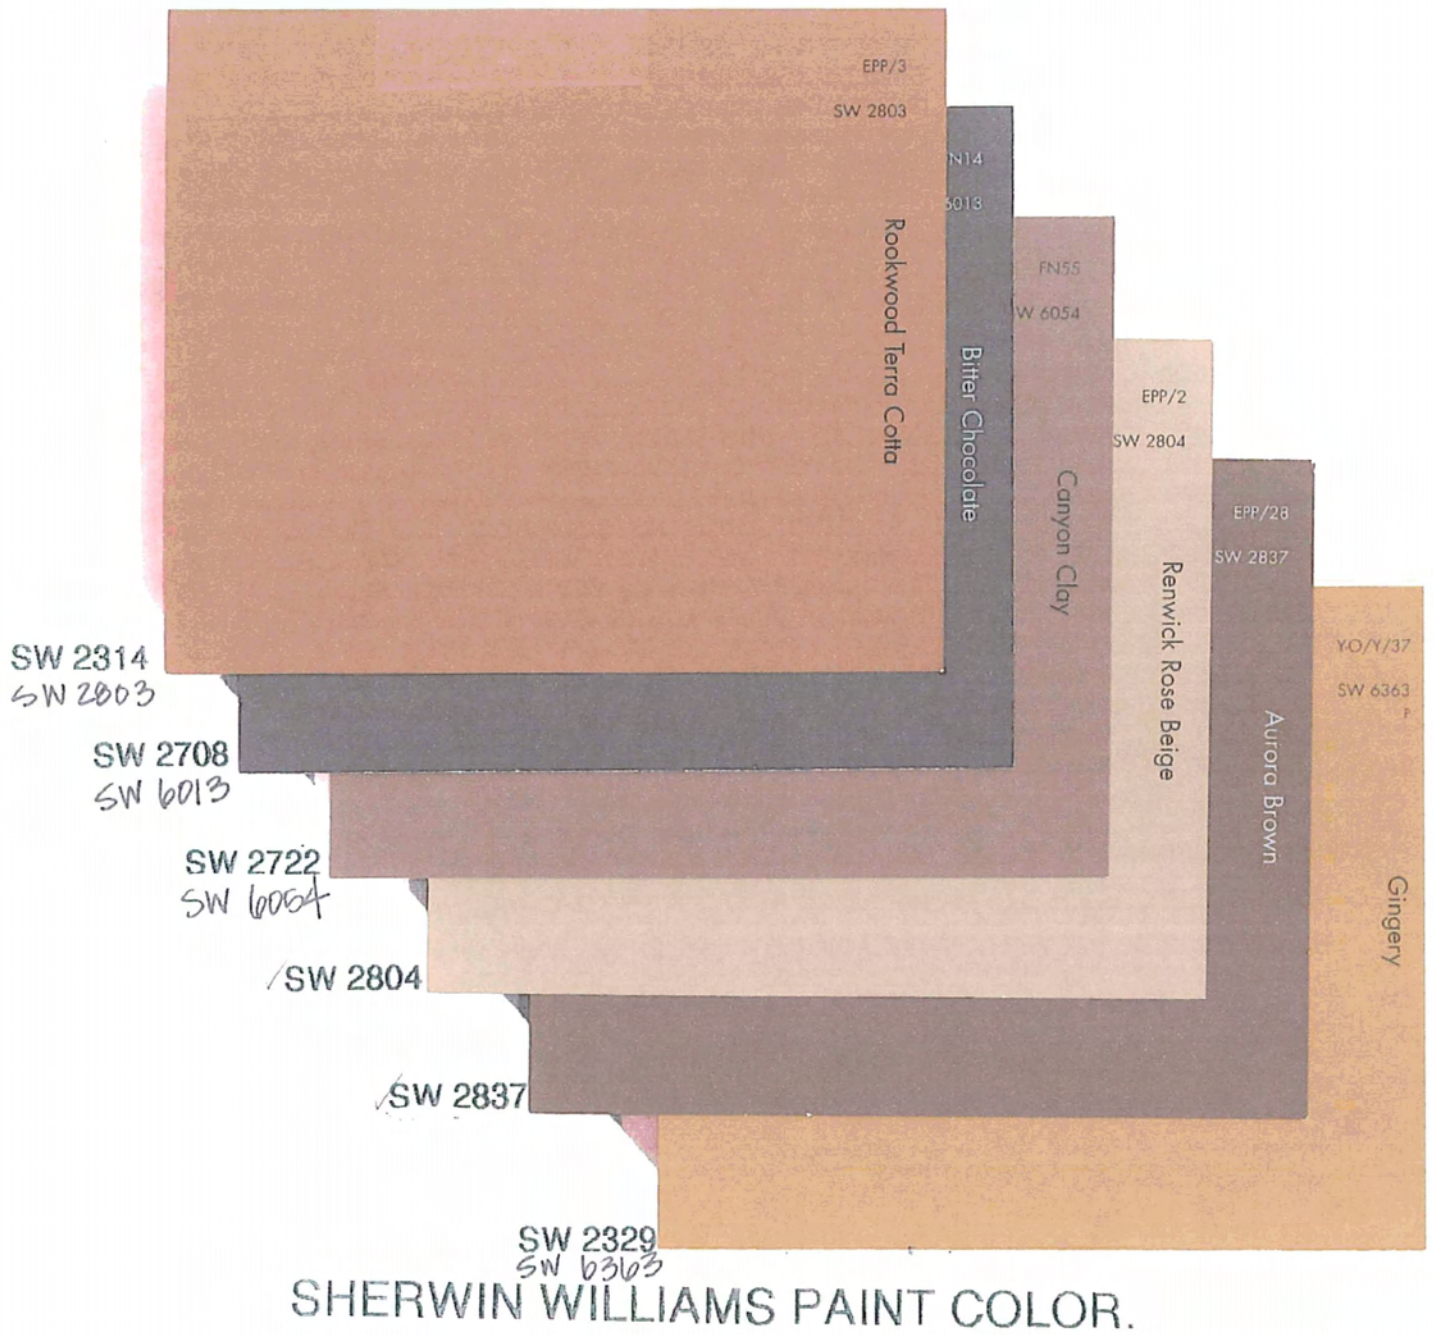 EPP/3
SW 2803
Rookwood Terra Cotta
N14
6013
Bitter Chocolate
FN55
W 6054
Canyon Clay
EPP/2
SW 2804
Renwick Rose Beige
EPP/28
SW 2837
Aurora Brown
Y-O/Y/37
SW 6363
Gingery
SW 2314
SW 2803
SW 2708
SW 6013
SW 2722
SW 6054
SW 2804
SW 2837
SW 2329
SW 6363
SHERWIN WILLIAMS PAINT COLOR.